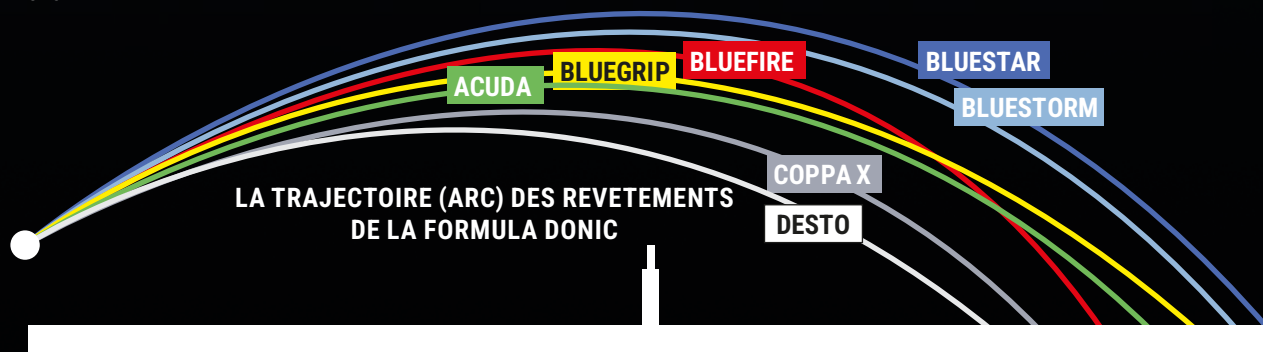 BLUESTAR
BLUEFIRE
BLUEGRIP
ACUDA
BLUESTORM
COPPA X
LA TRAJECTOIRE (ARC) DES REVETEMENTS
DE LA FORMULA DONIC
DESTO